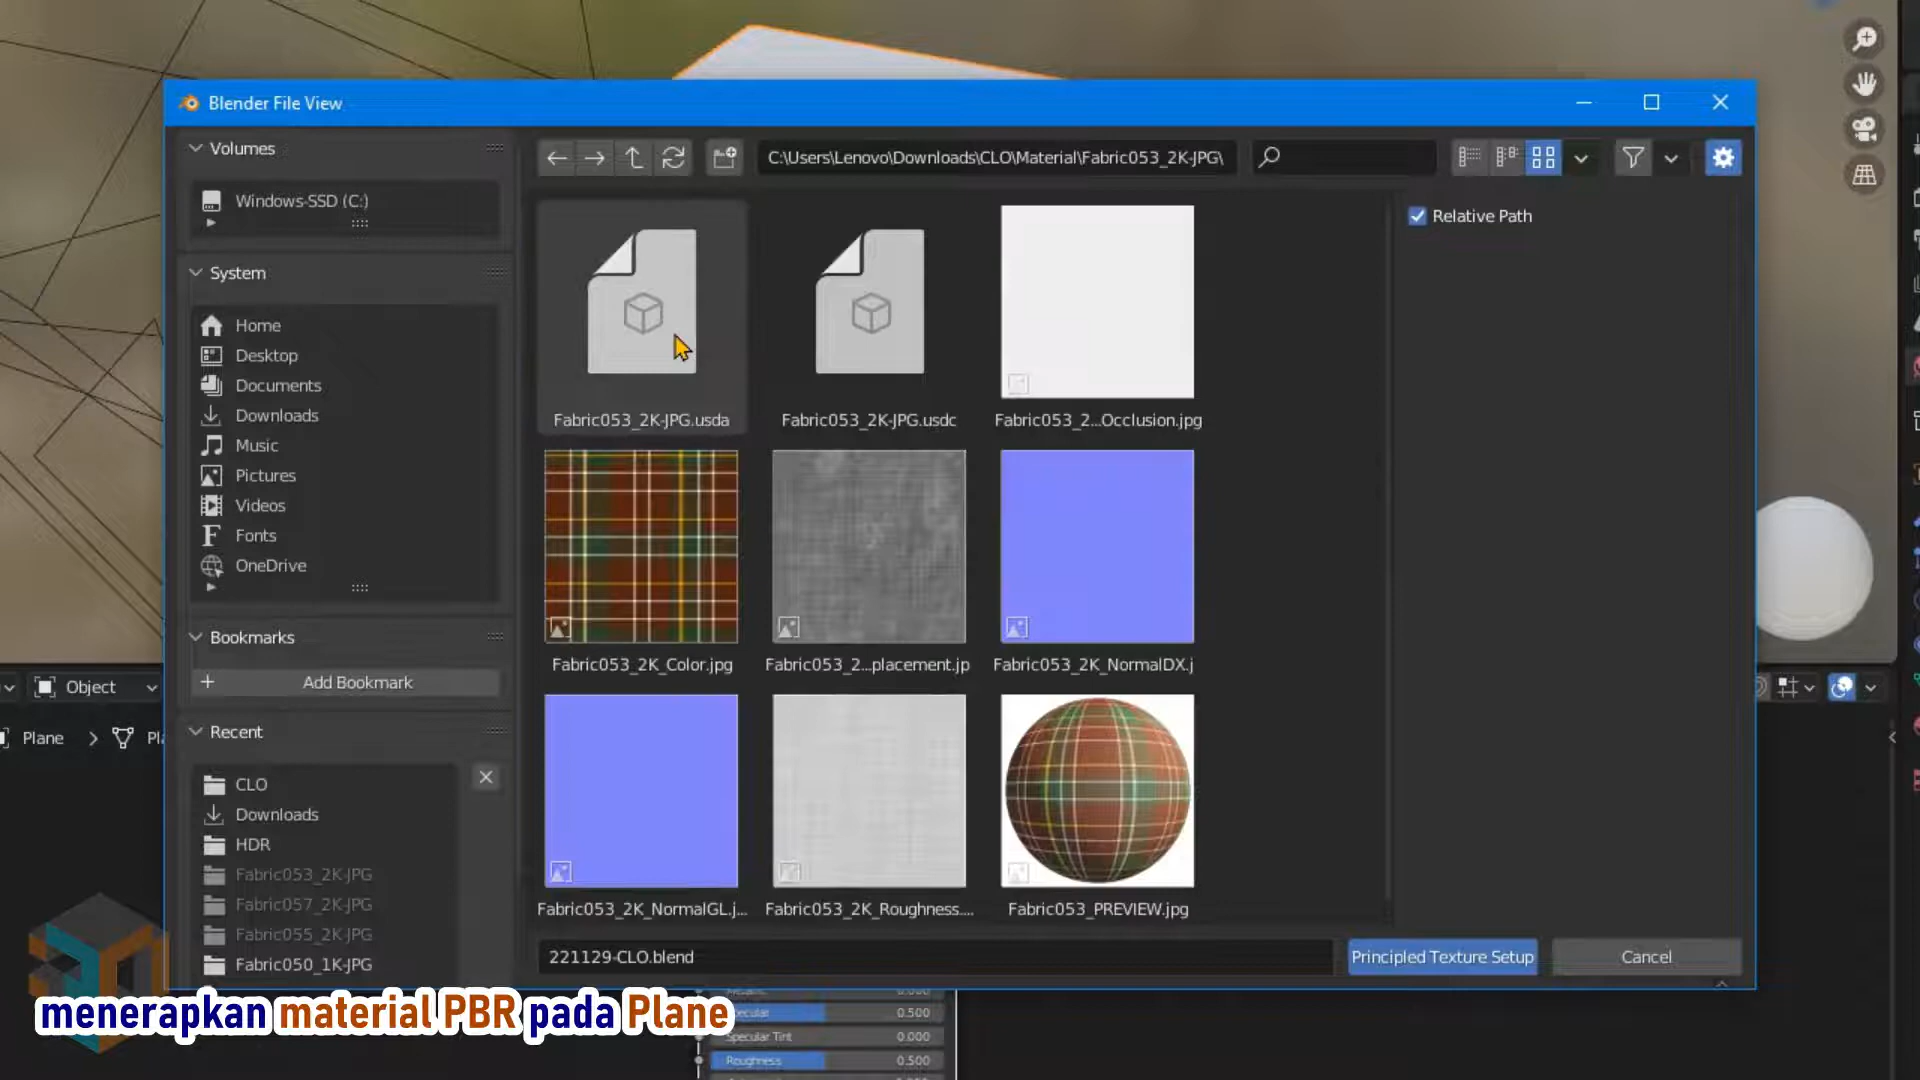 Blender File View
Volumes
Windows-SSD (C:)
System
Home
Desktop
Documents
Downloads
Music
Pictures
Videos
Fonts
OneDrive
Bookmarks
Add Bookmark
Recent
CLO
Downloads
HDR
Fabric053_2K-JPG
Fabric057_2K-JPG
Fabric055_2K-JPG
Fabric050_1K-JPG
C:\Users\Lenovo\Downloads\CLO\Material\Fabric053_2K-JPG\
Relative Path
Fabric053_2K-JPG.usda
Fabric053_2K-JPG.usdc
Fabric053_2...Occlusion.jpg
Fabric053_2K_Color.jpg
Fabric053_2...placement.jp
Fabric053_2K_NormalDX.j
Fabric053_2K_NormalGL.j...
Fabric053_2K_Roughness....
Fabric053_PREVIEW.jpg
221129-CLO.blend
Principled Texture Setup
Cancel
Object
Plane
Pla
menerapkan material PBR pada Plane
0.000
0.500
Specular Tint
0.000
Roughness
0.500